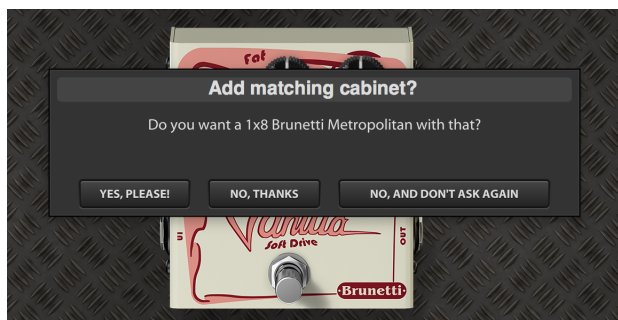 Fat
Add matching cabinet?
Do you want a 1x8 Brunetti Metropolitan with that?
YES, PLEASE!
NO, THANKS
NO, AND DON'T ASK AGAIN
Vanilla
Soft Drive
IN
OUT
·Brunetti·